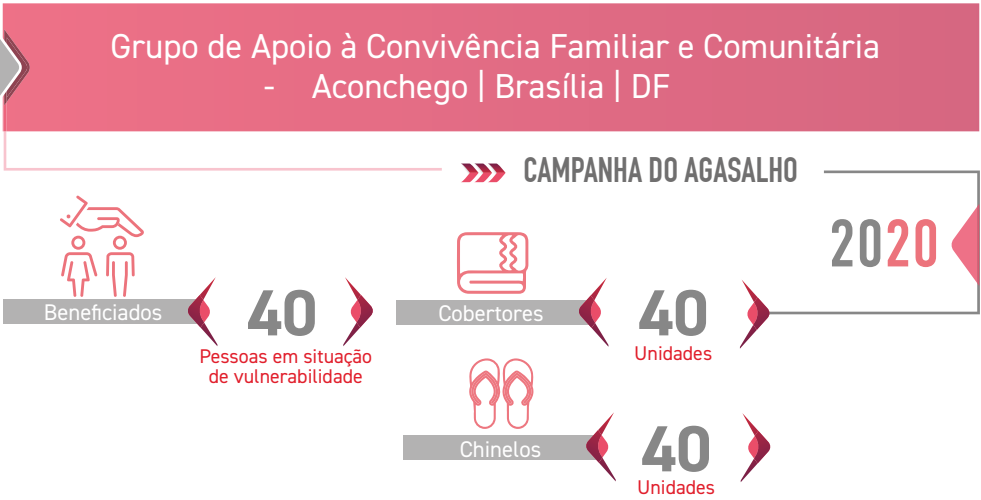 Grupo de Apoio à Convivência Familiar e Comunitária
- Aconchego | Brasília | DF
CAMPANHA DO AGASALHO
2020
Beneficiados
40
Pessoas em situação
de vulnerabilidade
Cobertores
40
Unidades
Chinelos
40
Unidades